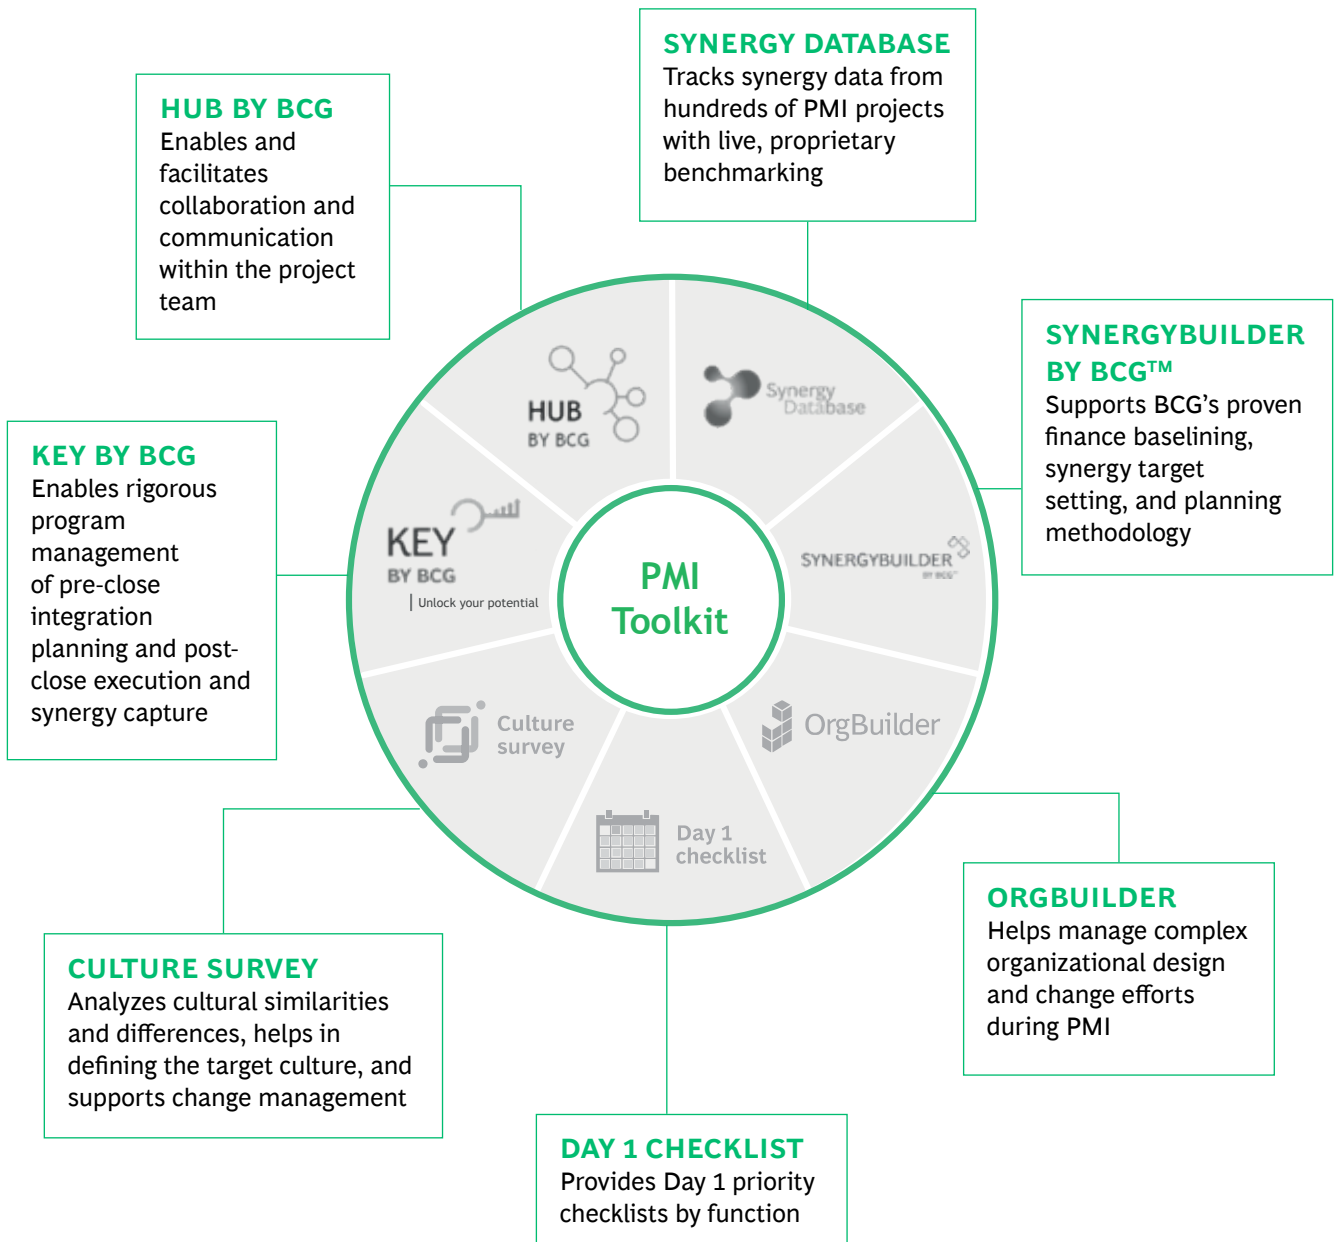 SYNERGY DATABASE
Tracks synergy data from
hundreds of PMI projects
with live, proprietary
benchmarking
HUB BY BCG
Enables and
facilitates
collaboration and
communication
within the project
team
SYNERGYBUILDER
BY BCG™
Supports BCG’s proven
finance baselining,
synergy target
setting, and planning
methodology
KEY BY BCG
Enables rigorous
program
management
of pre-close
integration
planning and post-
close execution and
synergy capture
HUB
BY BCG
Synergy
Database
KEY
BY BCG
Unlock your potential
SYNERGYBUILDER
BY BCG™
PMI
Toolkit
Culture
survey
OrgBuilder
Day 1
checklist
ORGBUILDER
Helps manage complex
organizational design
and change efforts
during PMI
CULTURE SURVEY
Analyzes cultural similarities
and differences, helps in
defining the target culture, and
supports change management
DAY 1 CHECKLIST
Provides Day 1 priority
checklists by function